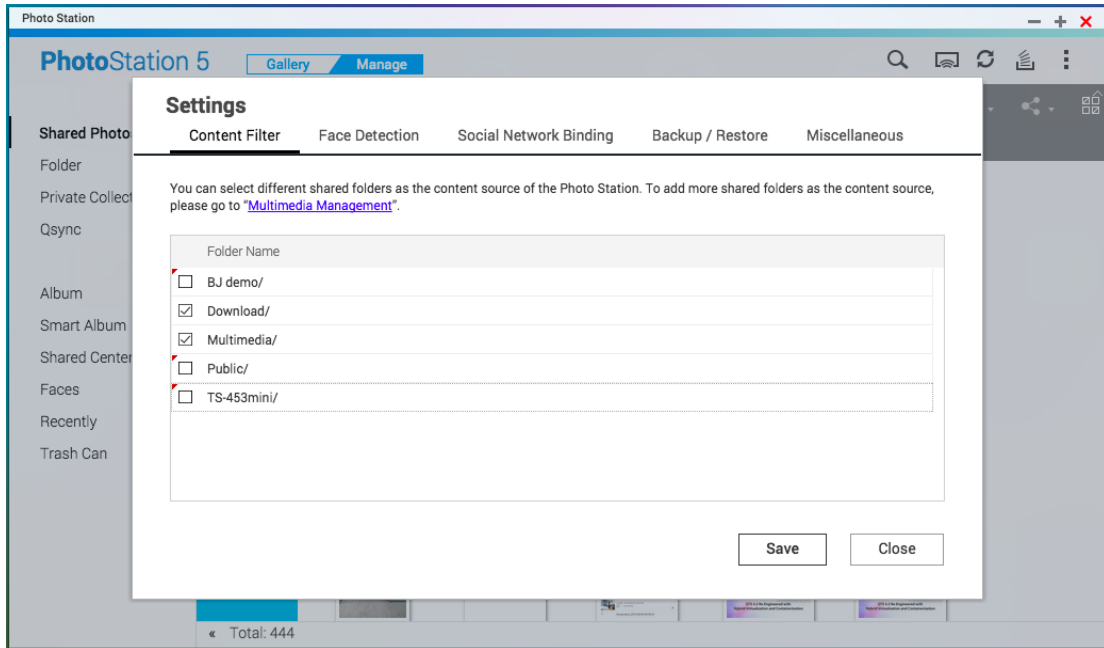 Photo Station
PhotoStation 5
Gallery
Manage
Settings
Content Filter
Face Detection
Social Network Binding
Backup / Restore
Miscellaneous
Shared Photo
Folder
Private Collect
Qsync
Album
Smart Album
Shared Center
Faces
Recently
Trash Can
You can select different shared folders as the content source of the Photo Station. To add more shared folders as the content source,
please go to “Multimedia Management”.
Folder Name
BJ demo/
Download/
Multimedia/
Public/
TS-453mini/
Save
Close
« Total: 444